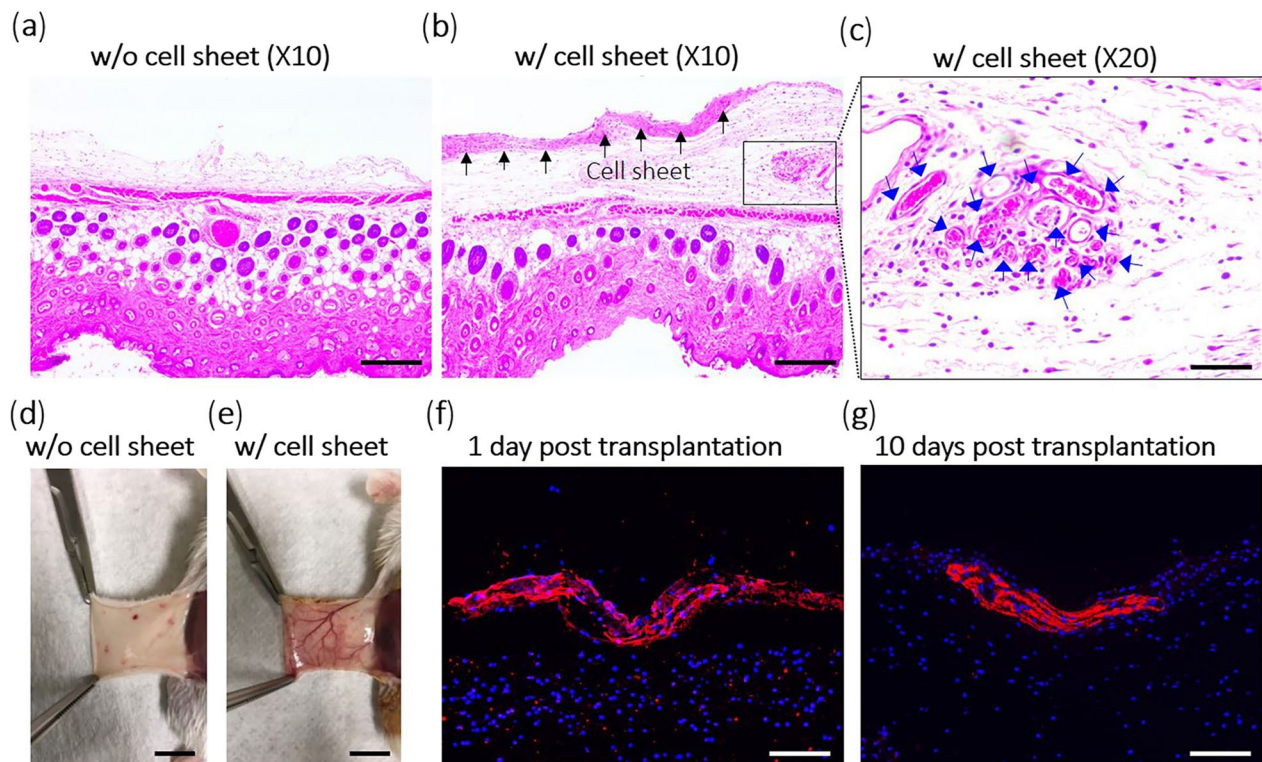 (a)
w/o cell sheet (X10)
(b)
w/ cell sheet (X10)
(c)
w/ cell sheet (X20)
Cell sheet
(d)
w/o cell sheet
(e)
w/ cell sheet
(f)
1 day post transplantation
(g)
10 days post transplantation